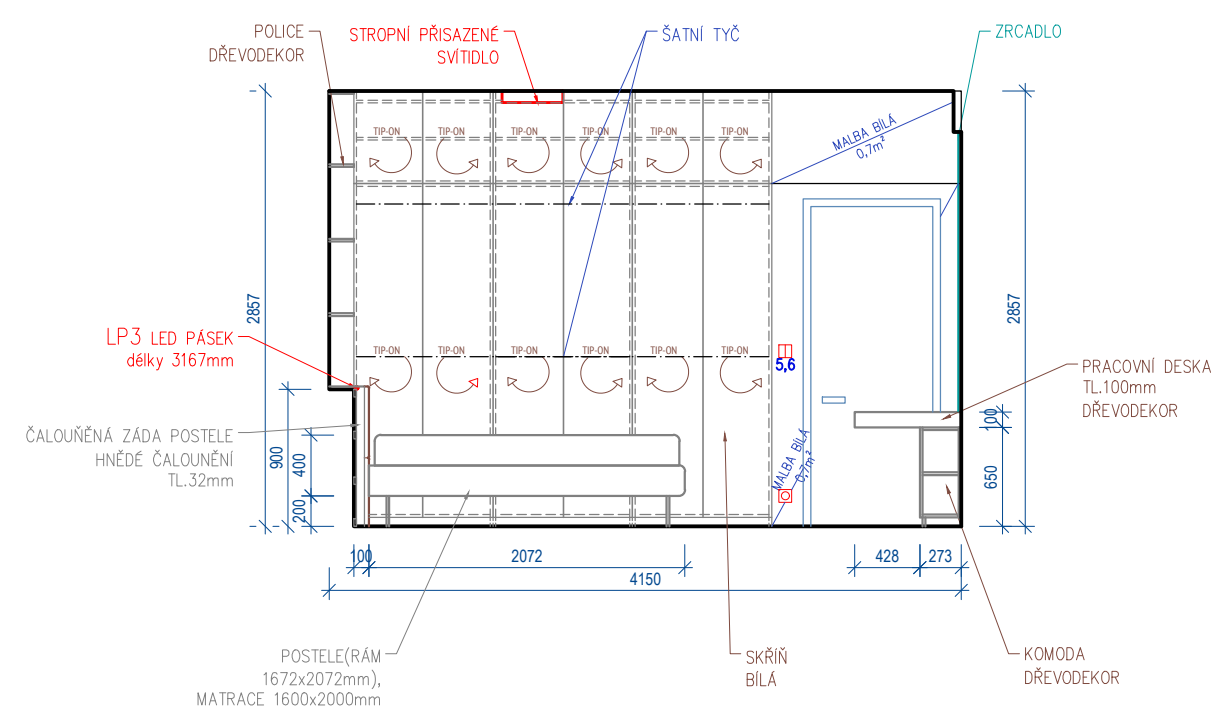 POLICE
DŘEVODEKOR
STROPNÍ PŘISAZENÉ
SVÍTIDLO
ŠATNÍ TYČ
ZRCADLO
TIP-ON
TIP-ON
TIP-ON
TIP-ON
TIP-ON
TIP-ON
MALBA BÍLÁ
0,7m²
2857
2857
LP3 LED PÁSEK
délky 3167mm
TIP-ON
TIP-ON
TIP-ON
TIP-ON
TIP-ON
TIP-ON
5,6
PRACOVNÍ DESKA
TL.100mm
DŘEVODEKOR
ČALOUŇĚNÁ ZÁDA POSTELE
HNĚDÉ ČALOUNĚNÍ
TL.32mm
900
400
200
MALBA BÍLÁ
0,7m²
100
650
100
2072
428
273
4150
POSTELE(RÁM
1672x2072mm),
MATRACE 1600x2000mm
SKŘÍŇ
BÍLÁ
KOMODA
DŘEVODEKOR